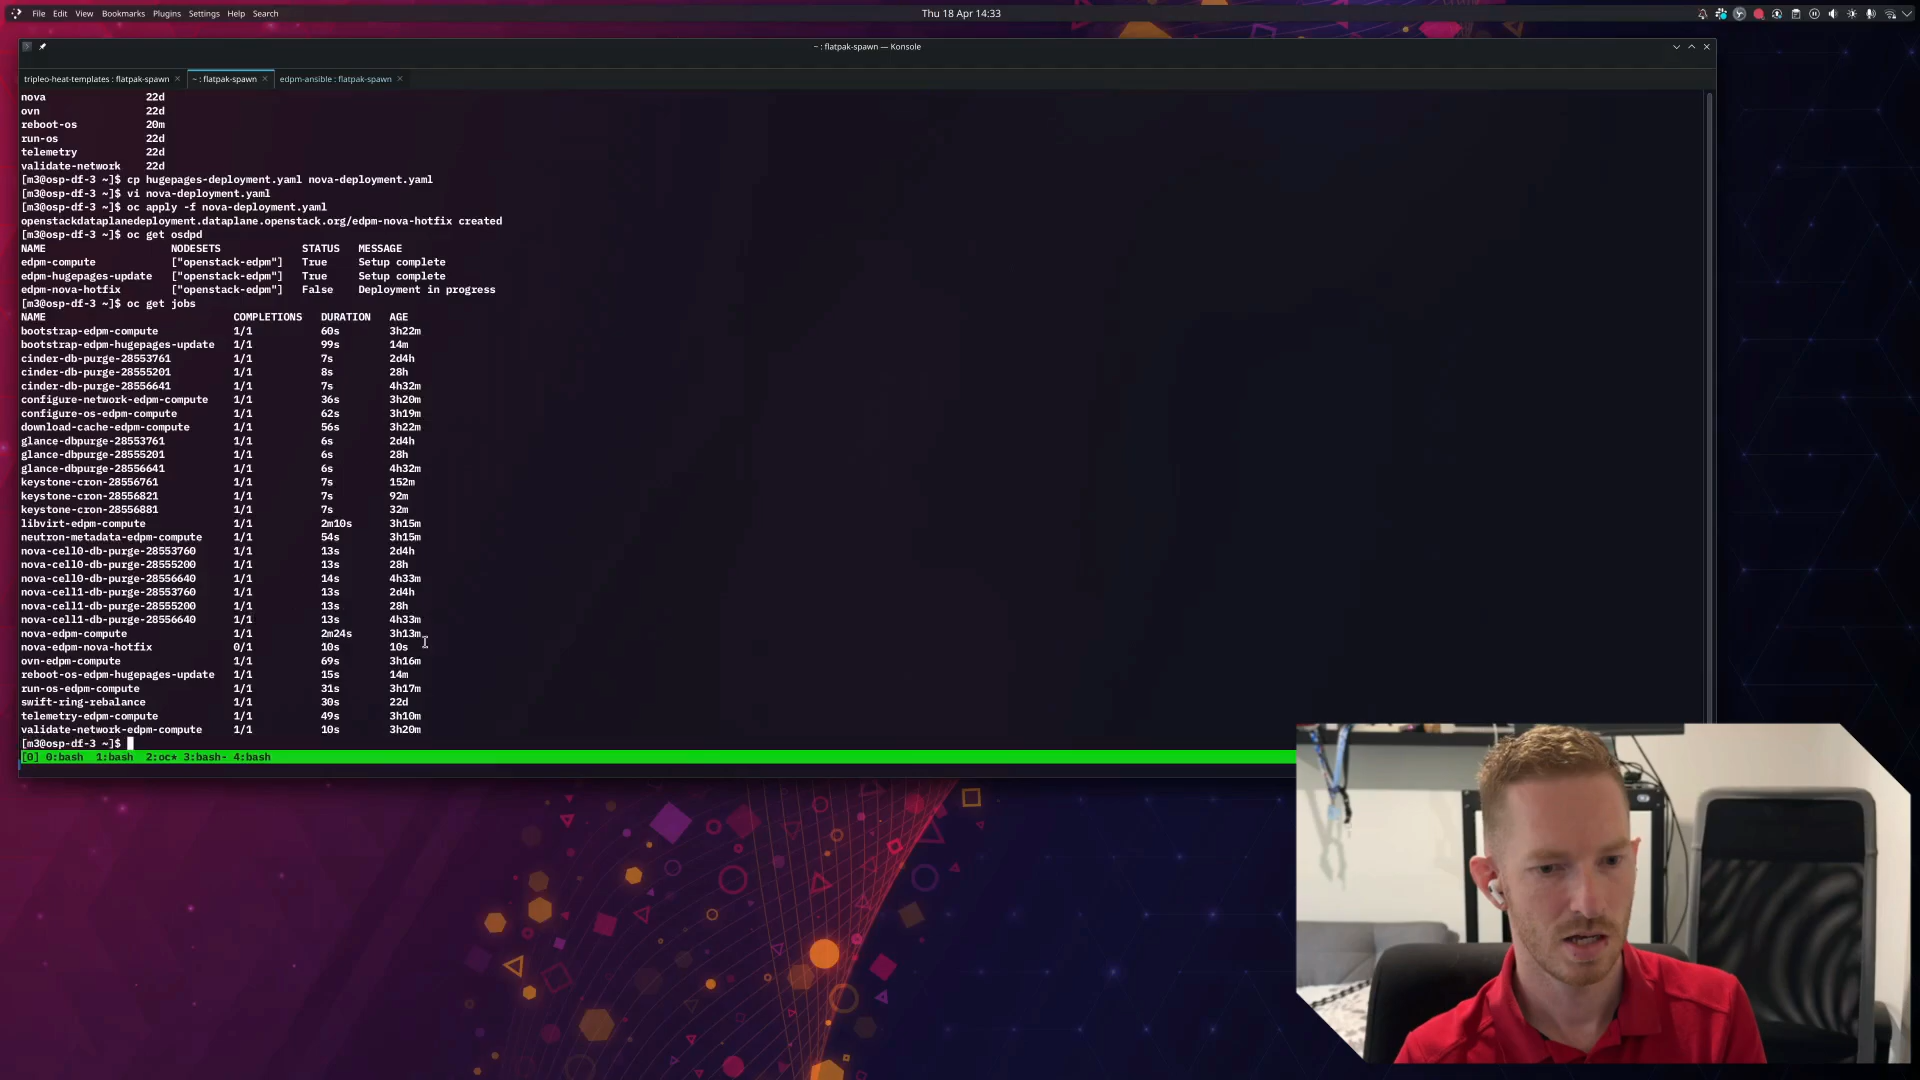 File Edit View Bookmarks Plugins Settings Help Search
Thu 18 Apr 14:33
~ : flatpak-spawn — Konsole
tripleo-heat-templates : flatpak-spawn
~ : flatpak-spawn
edpm-ansible : flatpak-spawn
nova 22d
ovn 22d
reboot-os 20m
run-os 22d
telemetry 22d
validate-network 22d
[m3@osp-df-3 ~]$ cp hugepages-deployment.yaml nova-deployment.yaml
[m3@osp-df-3 ~]$ vi nova-deployment.yaml
[m3@osp-df-3 ~]$ oc apply -f nova-deployment.yaml
openstackdataplanedeployment.dataplane.openstack.org/edpm-nova-hotfix created
[m3@osp-df-3 ~]$ oc get osdpd
NAME NODESETS STATUS MESSAGE
edpm-compute ["openstack-edpm"] True Setup complete
edpm-hugepages-update ["openstack-edpm"] True Setup complete
edpm-nova-hotfix ["openstack-edpm"] False Deployment in progress
[m3@osp-df-3 ~]$ oc get jobs
NAME COMPLETIONS DURATION AGE
bootstrap-edpm-compute 1/1 60s 3h22m
bootstrap-edpm-hugepages-update 1/1 99s 14m
cinder-db-purge-28553761 1/1 7s 2d4h
cinder-db-purge-28555201 1/1 8s 28h
cinder-db-purge-28556641 1/1 7s 4h32m
configure-network-edpm-compute 1/1 36s 3h20m
configure-os-edpm-compute 1/1 62s 3h19m
download-cache-edpm-compute 1/1 56s 3h22m
glance-dbpurge-28553761 1/1 6s 2d4h
glance-dbpurge-28555201 1/1 6s 28h
glance-dbpurge-28556641 1/1 6s 4h32m
keystone-cron-28556761 1/1 7s 152m
keystone-cron-28556821 1/1 7s 92m
keystone-cron-28556881 1/1 7s 32m
libvirt-edpm-compute 1/1 2m10s 3h15m
neutron-metadata-edpm-compute 1/1 54s 3h15m
nova-cell0-db-purge-28553760 1/1 13s 2d4h
nova-cell0-db-purge-28555200 1/1 13s 28h
nova-cell0-db-purge-28556640 1/1 14s 4h33m
nova-cell1-db-purge-28553760 1/1 13s 2d4h
nova-cell1-db-purge-28555200 1/1 13s 28h
nova-cell1-db-purge-28556640 1/1 13s 4h33m
nova-edpm-compute 1/1 2m24s 3h13m
nova-edpm-nova-hotfix 0/1 10s 10s
ovn-edpm-compute 1/1 69s 3h16m
reboot-os-edpm-hugepages-update 1/1 15s 14m
run-os-edpm-compute 1/1 31s 3h17m
swift-ring-rebalance 1/1 30s 22d
telemetry-edpm-compute 1/1 49s 3h10m
validate-network-edpm-compute 1/1 10s 3h20m
[m3@osp-df-3 ~]$
[0] 0:bash 1:bash 2:oc* 3:bash- 4:bash